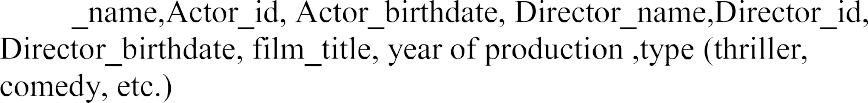 _name,Actor_id, Actor_birthdate, Director_name,Director_id,
Director_birthdate, film_title, year of production ,type (thriller,
comedy, etc.)